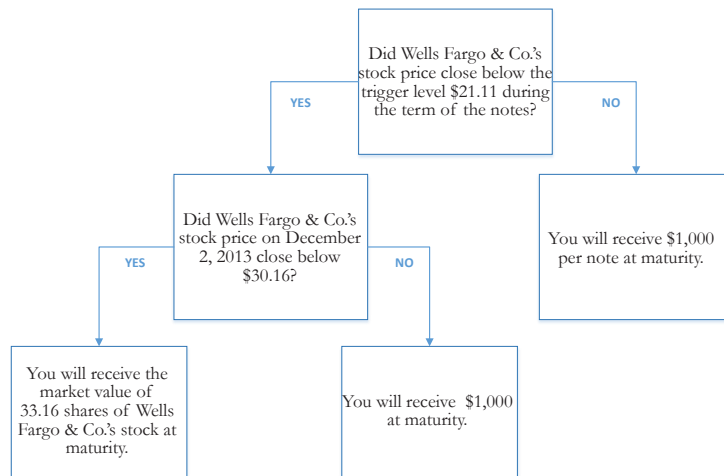 Did Wells Fargo & Co.'s
stock price close below the
trigger level $21.11 during
the term of the notes?
YES
NO
Did Wells Fargo & Co.'s
stock price on December
2, 2013 close below
$30.16?
You will receive $1,000
per note at maturity.
YES
NO
You will receive the
market value of
33.16 shares of Wells
Fargo & Co.'s stock at
maturity.
You will receive $1,000
at maturity.